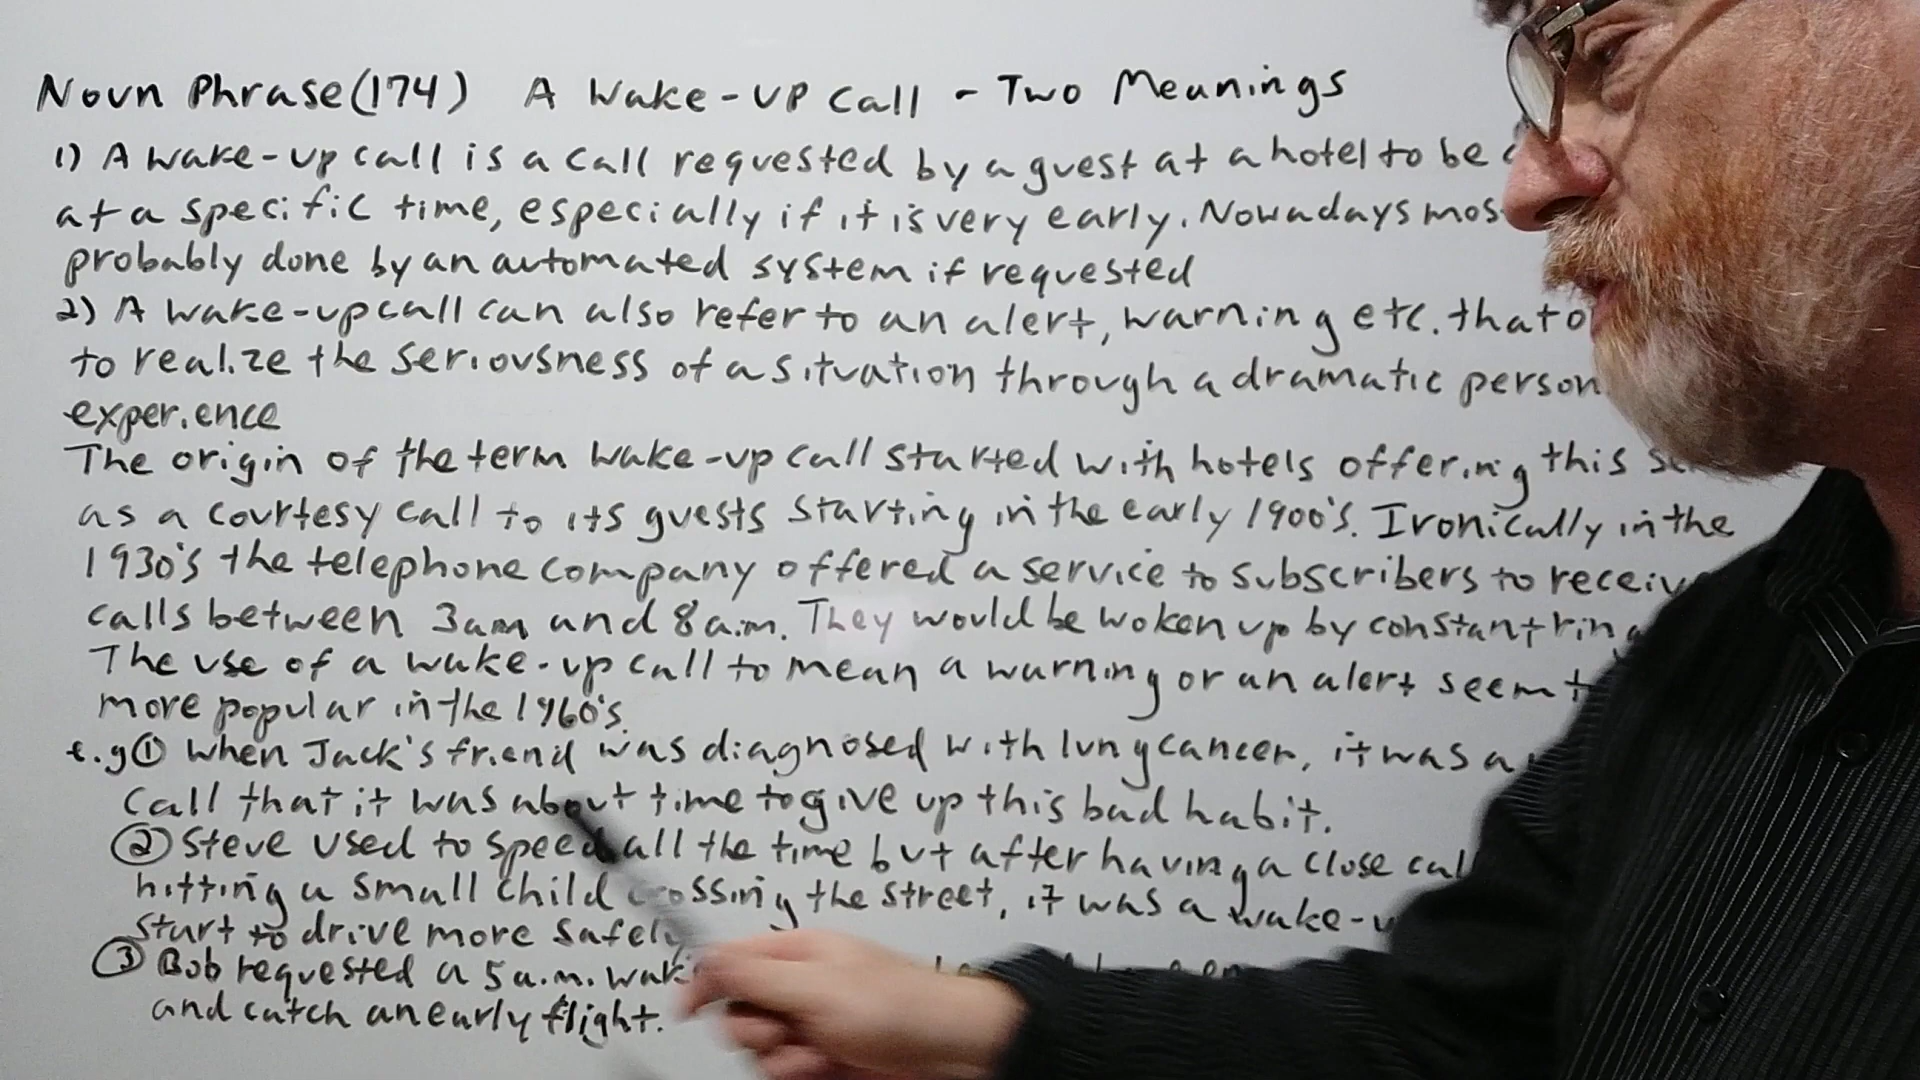 Noun Phrase (174) A Wake-up Call - Two Meanings
1) A wake-up call is a call requested by a guest at a hotel to be
at a specific time, especially if it is very early. Nowadays
probably done by an automated system if requested
2) A wake-up call can also refer to an alert, warning etc. that
to realize the seriousness of a situation through a dramatic
experience
The origin of the term wake-up call started with hotels offering this
as a courtesy call to its guests starting in the early 1900's. Ironically in the
1930's the telephone company offered a service to subscribers to
calls between 3am and 8a.m. They would be woken up by constant
The use of a wake-up call to mean a warning or an alert seem
more popular in the 1960's.
e.g ① When Jack's friend was diagnosed with lung cancer, it was a
call that it was about time to give up this bad habit.
② Steve used to speed all the time but after having a close
hitting a small child crossing the street, it was a
start to drive more safely
③ Bob requested a 5 a.m.
and catch an early flight.